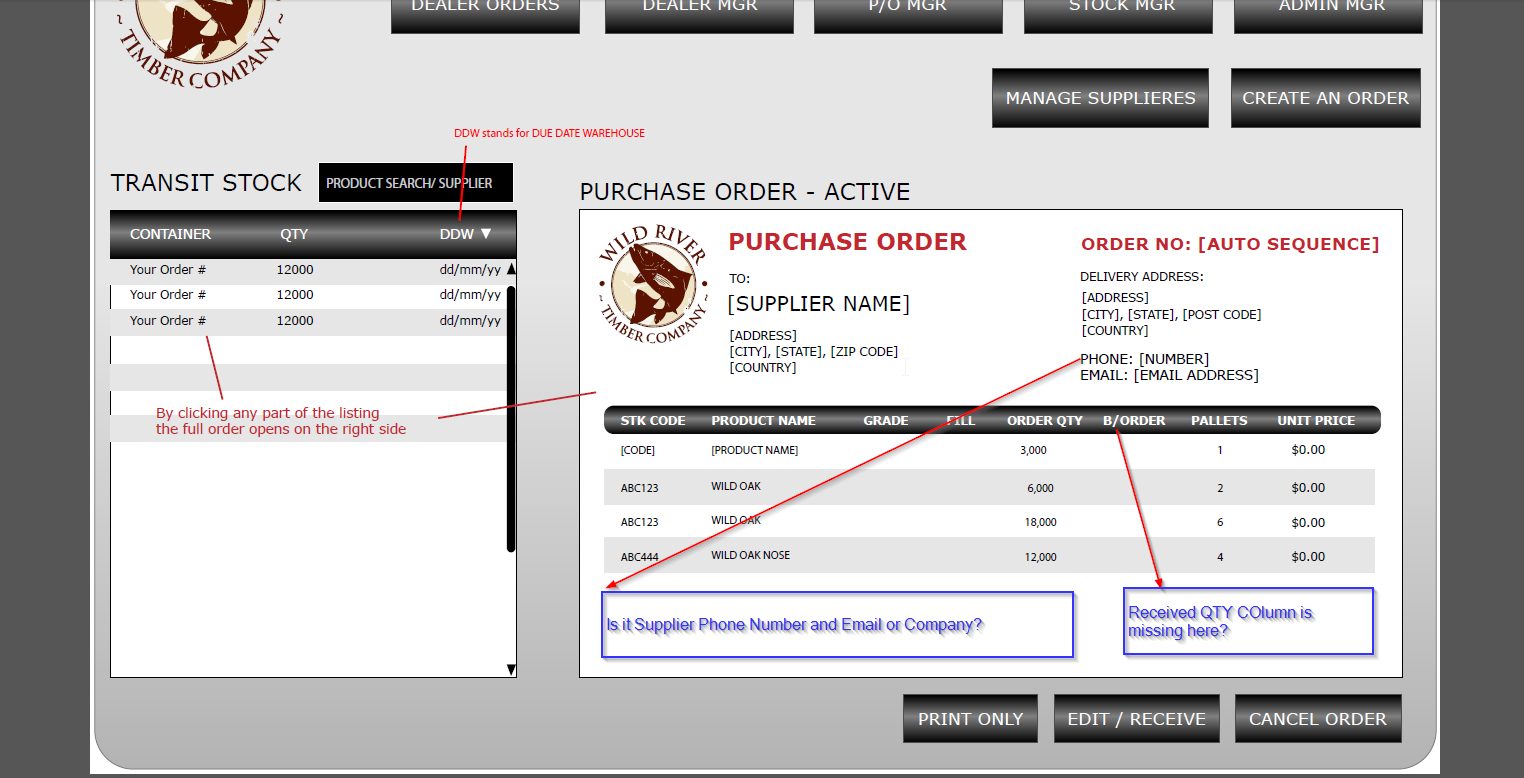 DEALER ORDERS
DEALER MGR
P/O MGR
STOCK MGR
ADMIN MGR
TIMBER COMPANY
MANAGE SUPPLIERES
CREATE AN ORDER
DDW stands for DUE DATE WAREHOUSE
TRANSIT STOCK
PRODUCT SEARCH/ SUPPLIER
CONTAINER QTY DDW ▼
Your Order # 12000 dd/mm/yy
Your Order # 12000 dd/mm/yy
Your Order # 12000 dd/mm/yy
By clicking any part of the listing
the full order opens on the right side
PURCHASE ORDER - ACTIVE
WILD RIVER
TIMBER COMPANY
PURCHASE ORDER
ORDER NO: [AUTO SEQUENCE]
TO:
[SUPPLIER NAME]
[ADDRESS]
[CITY], [STATE], [ZIP CODE]
[COUNTRY]
DELIVERY ADDRESS:
[ADDRESS]
[CITY], [STATE], [POST CODE]
[COUNTRY]
PHONE: [NUMBER]
EMAIL: [EMAIL ADDRESS]
STK CODE PRODUCT NAME GRADE FILL ORDER QTY B/ORDER PALLETS UNIT PRICE
[CODE] [PRODUCT NAME] 3,000 1 $0.00
ABC123 WILD OAK 6,000 2 $0.00
ABC123 WILD OAK 18,000 6 $0.00
ABC444 WILD OAK NOSE 12,000 4 $0.00
Is it Supplier Phone Number and Email or Company?
Received QTY COlumn is
missing here?
PRINT ONLY
EDIT / RECEIVE
CANCEL ORDER